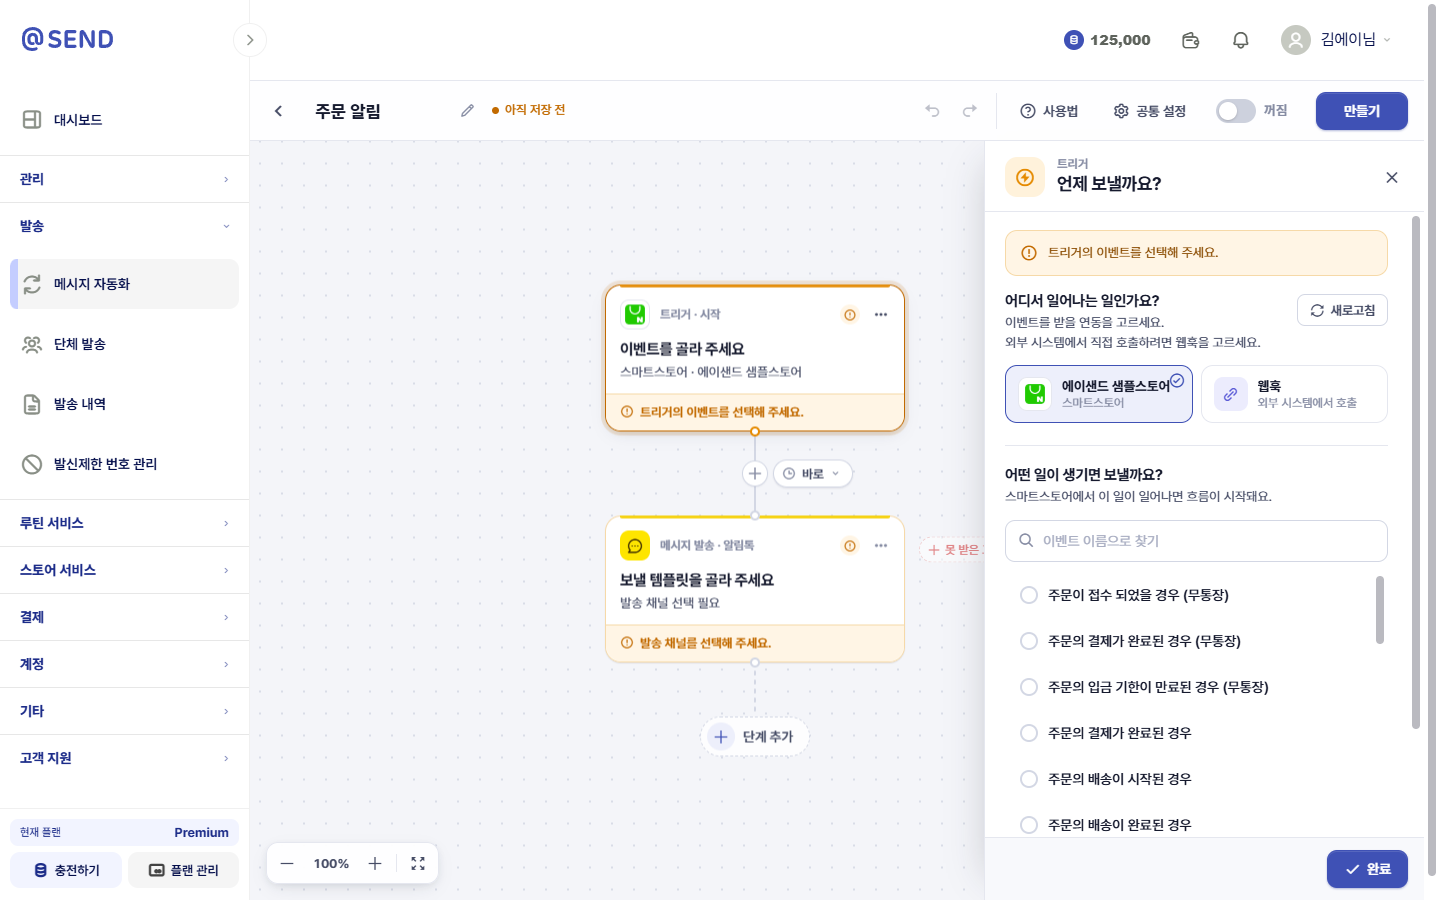 @SEND
대시보드
관리
발송
메시지 자동화
단체 발송
발송 내역
발신제한 번호 관리
루틴 서비스
스토어 서비스
결제
계정
기타
고객 지원
현재 플랜
Premium
충전하기
플랜 관리
125,000
김에이님
주문 알림
아직 저장 전
사용법
공통 설정
꺼짐
만들기
트리거 · 시작
이벤트를 골라 주세요
스마트스토어 · 에이샌드 샘플스토어
트리거의 이벤트를 선택해 주세요.
바로
메시지 발송 · 알림톡
보낼 템플릿을 골라 주세요
발송 채널 선택 필요
발송 채널를 선택해 주세요.
못 받은
단계 추가
100%
트리거
언제 보낼까요?
트리거의 이벤트를 선택해 주세요.
어디서 일어나는 일인가요?
이벤트를 받을 연동을 고르세요.
외부 시스템에서 직접 호출하려면 웹훅을 고르세요.
새로고침
에이샌드 샘플스토어
스마트스토어
웹훅
외부 시스템에서 호출
어떤 일이 생기면 보낼까요?
스마트스토어에서 이 일이 일어나면 흐름이 시작돼요.
이벤트 이름으로 찾기
주문이 접수 되었을 경우 (무통장)
주문의 결제가 완료된 경우 (무통장)
주문의 입금 기한이 만료된 경우 (무통장)
주문의 결제가 완료된 경우
주문의 배송이 시작된 경우
주문의 배송이 완료된 경우
완료